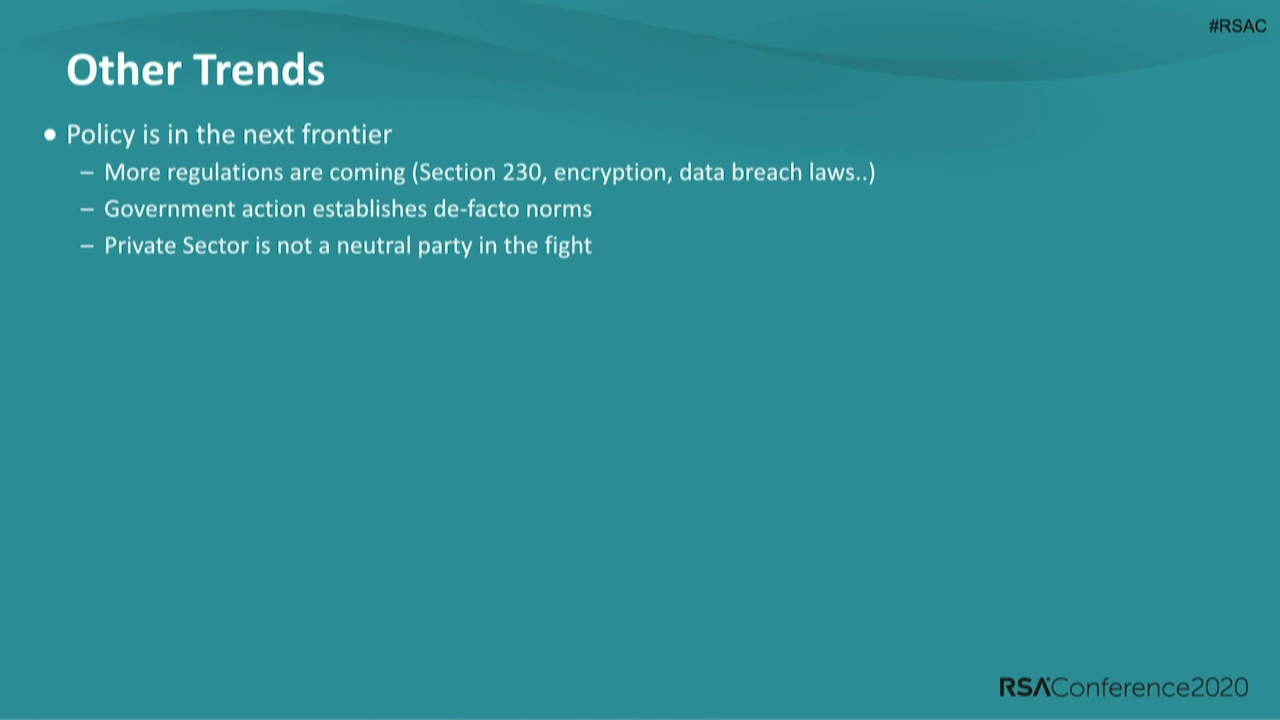 #RSAC
Other Trends
• Policy is in the next frontier
– More regulations are coming (Section 230, encryption, data breach laws..)
– Government action establishes de-facto norms
– Private Sector is not a neutral party in the fight
RSAConference2020